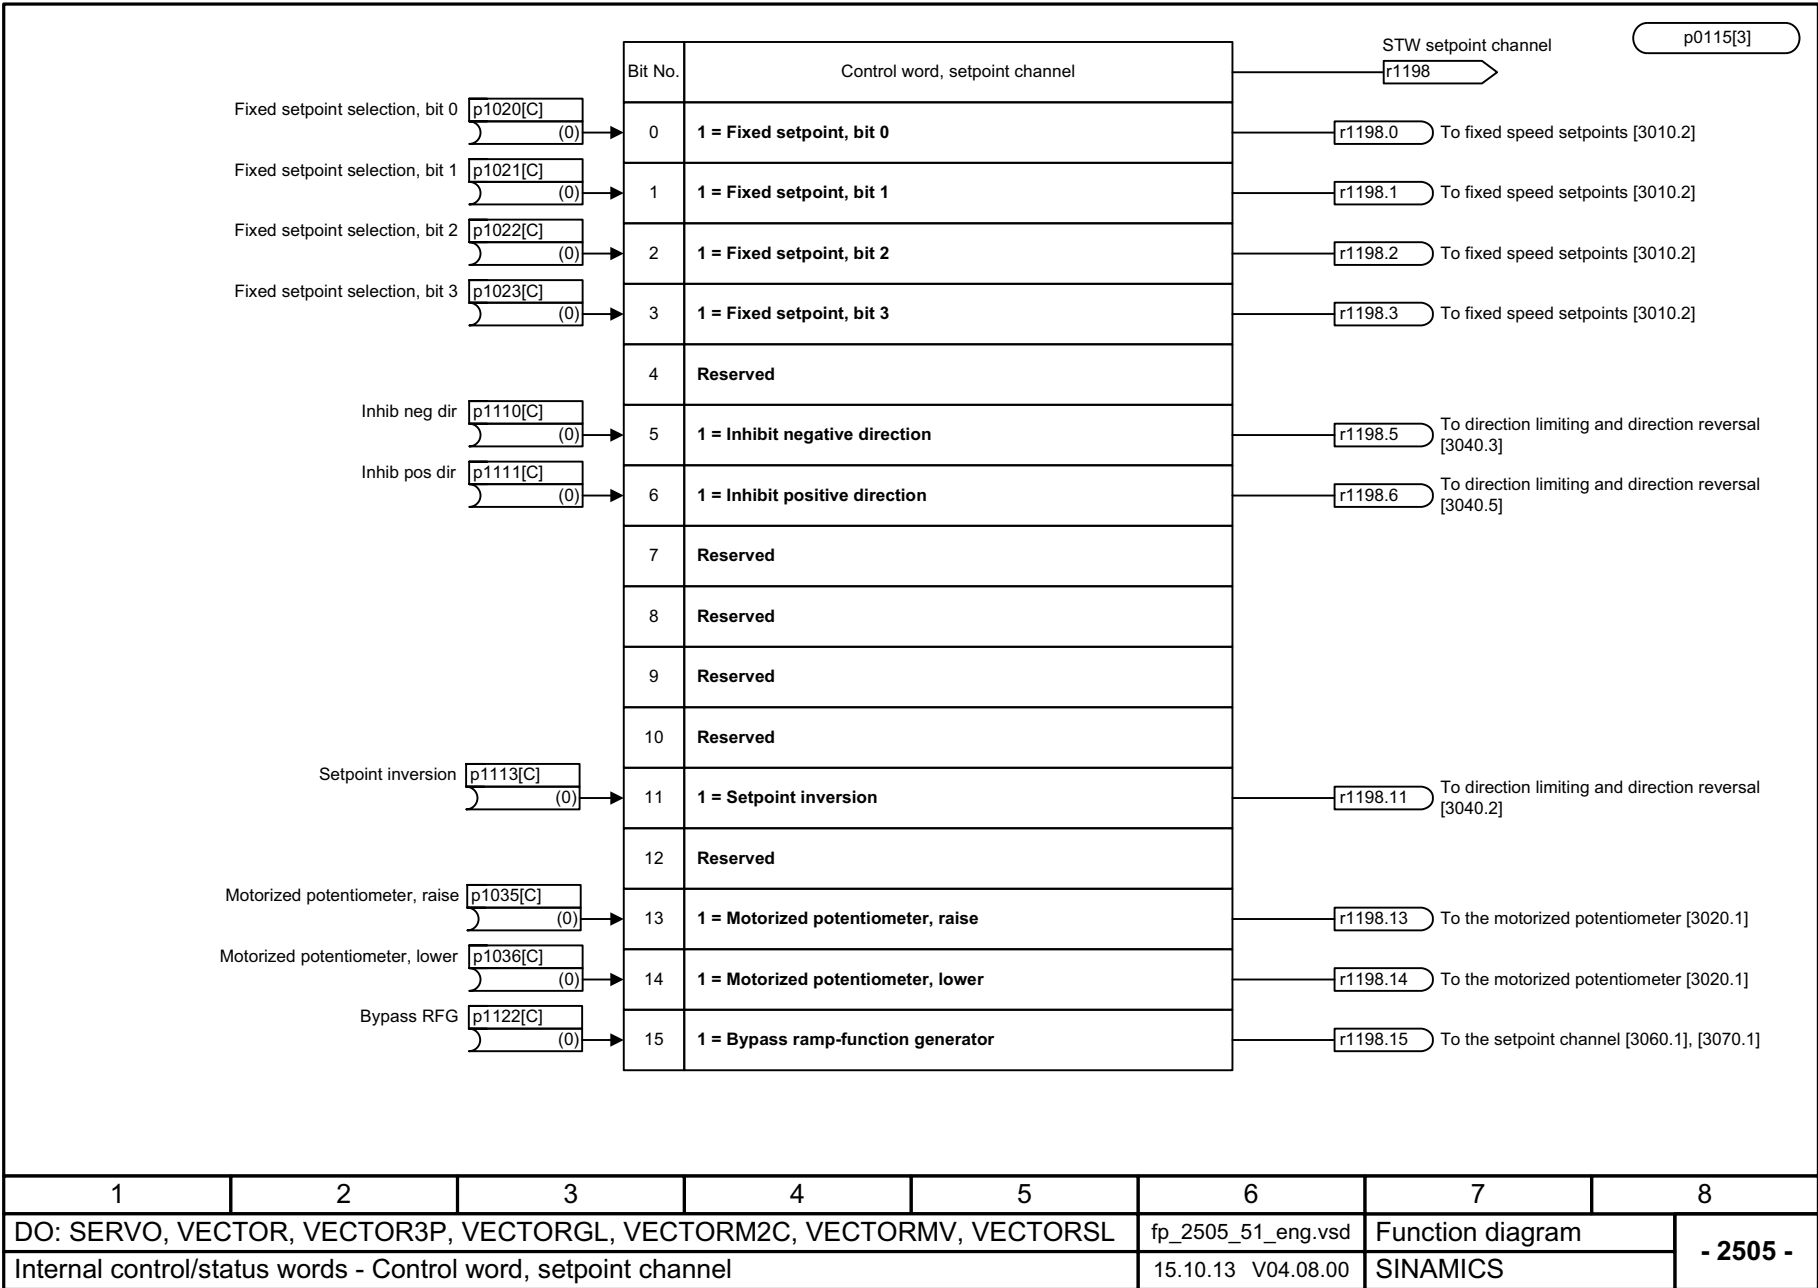 STW setpoint channel
p0115[3]
Bit No. Control word, setpoint channel r1198
Fixed setpoint selection, bit 0 p1020[C]
(0) 0 1 = Fixed setpoint, bit 0 r1198.0 To fixed speed setpoints [3010.2]
Fixed setpoint selection, bit 1 p1021[C]
(0) 1 1 = Fixed setpoint, bit 1 r1198.1 To fixed speed setpoints [3010.2]
Fixed setpoint selection, bit 2 p1022[C]
(0) 2 1 = Fixed setpoint, bit 2 r1198.2 To fixed speed setpoints [3010.2]
Fixed setpoint selection, bit 3 p1023[C]
(0) 3 1 = Fixed setpoint, bit 3 r1198.3 To fixed speed setpoints [3010.2]
4 Reserved
Inhib neg dir p1110[C]
(0) 5 1 = Inhibit negative direction r1198.5 To direction limiting and direction reversal
[3040.3]
Inhib pos dir p1111[C]
(0) 6 1 = Inhibit positive direction r1198.6 To direction limiting and direction reversal
[3040.5]
7 Reserved
8 Reserved
9 Reserved
10 Reserved
Setpoint inversion p1113[C]
(0) 11 1 = Setpoint inversion r1198.11 To direction limiting and direction reversal
[3040.2]
12 Reserved
Motorized potentiometer, raise p1035[C]
(0) 13 1 = Motorized potentiometer, raise r1198.13 To the motorized potentiometer [3020.1]
Motorized potentiometer, lower p1036[C]
(0) 14 1 = Motorized potentiometer, lower r1198.14 To the motorized potentiometer [3020.1]
Bypass RFG p1122[C]
(0) 15 1 = Bypass ramp-function generator r1198.15 To the setpoint channel [3060.1], [3070.1]
1 2 3 4 5 6 7 8
DO: SERVO, VECTOR, VECTOR3P, VECTORGL, VECTORM2C, VECTORMV, VECTORSL fp_2505_51_eng.vsd Function diagram
- 2505 -
Internal control/status words - Control word, setpoint channel 15.10.13 V04.08.00 SINAMICS